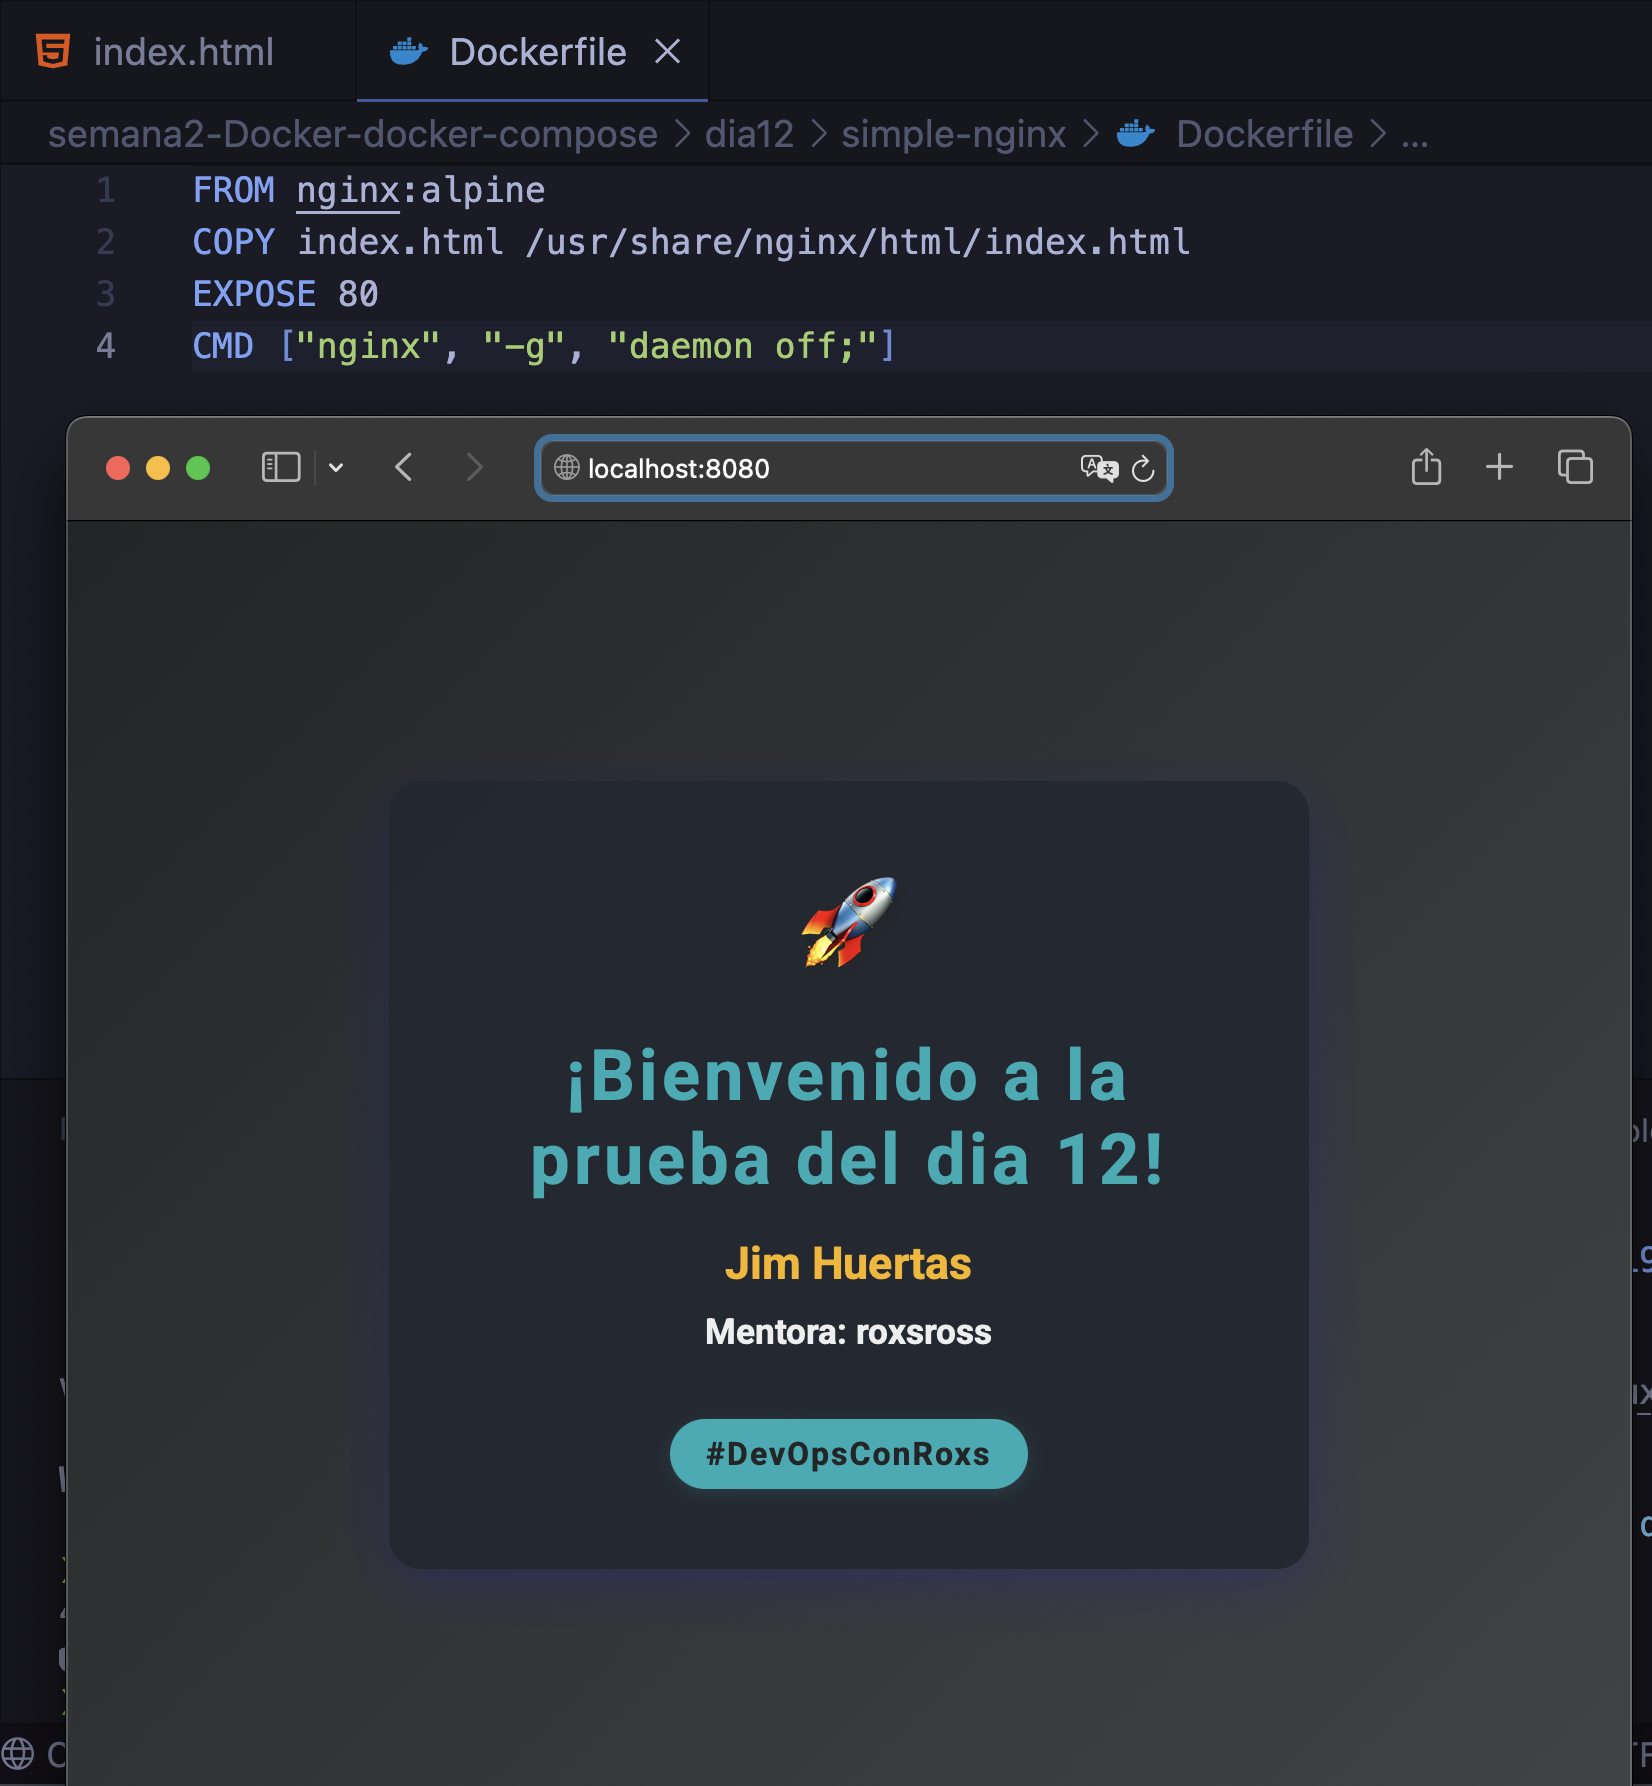 index.html
Dockerfile
semana2-Docker-docker-compose > dia12 > simple-nginx > Dockerfile > ...
1 FROM nginx:alpine
2 COPY index.html /usr/share/nginx/html/index.html
3 EXPOSE 80
4 CMD ["nginx", "-g", "daemon off;"]
localhost:8080
¡Bienvenido a la
prueba del dia 12!
Jim Huertas
Mentora: roxsross
#DevOpsConRoxs